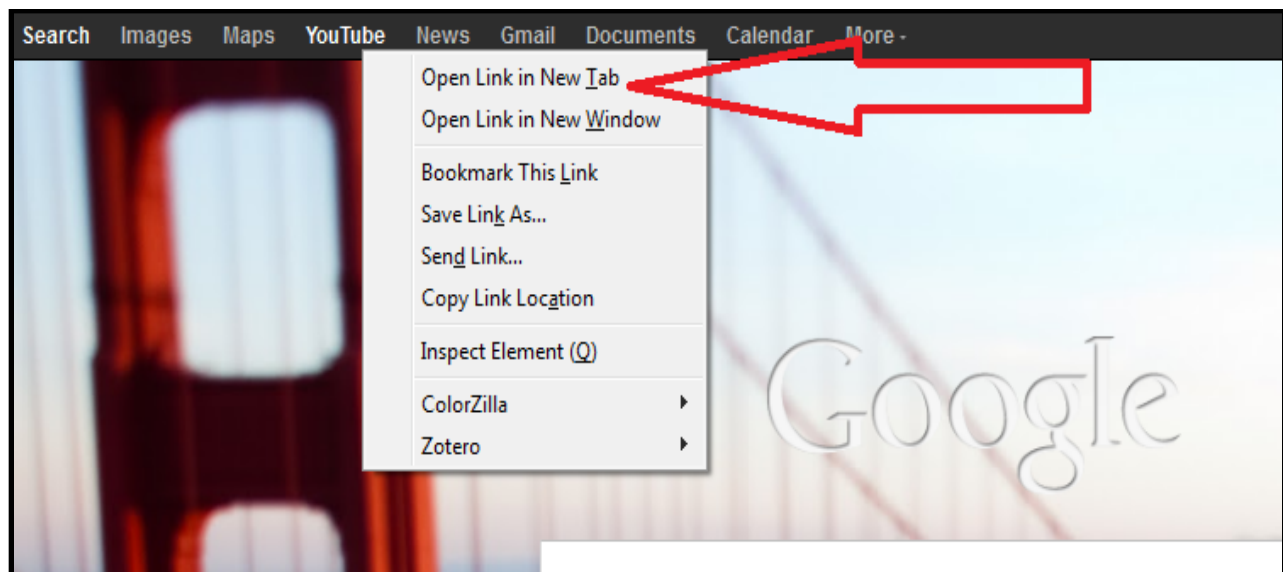 Search Images Maps YouTube News Gmail Documents Calendar More
Open Link in New Tab
Open Link in New Window
Bookmark This Link
Save Link As...
Send Link...
Copy Link Location
Inspect Element (Q)
ColorZilla
Zotero
Google